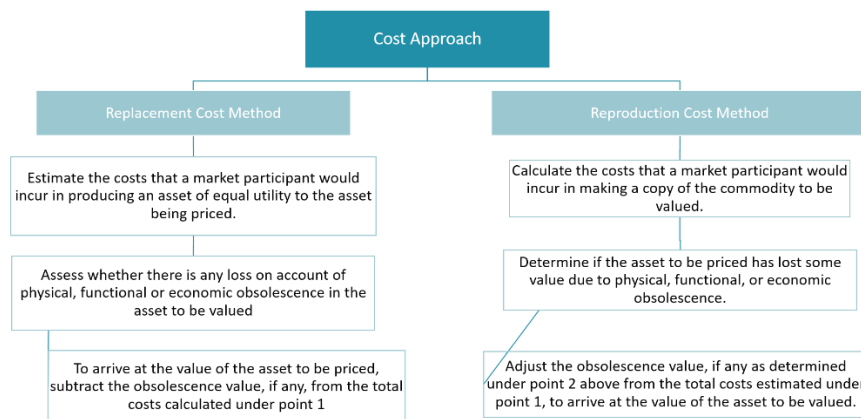 Cost Approach
Replacement Cost Method
Estimate the costs that a market participant would
incur in producing an asset of equal utility to the asset
being priced.
Assess whether there is any loss on account of
physical, functional or economic obsolescence in the
asset to be valued
To arrive at the value of the asset to be priced,
subtract the obsolescence value, if any, from the total
costs calculated under point 1
Reproduction Cost Method
Calculate the costs that a market participant would
incur in making a copy of the commodity to be
valued.
Determine if the asset to be priced has lost some
value due to physical, functional, or economic
obsolescence.
Adjust the obsolescence value, if any as determined
under point 2 above from the total costs estimated under
point 1, to arrive at the value of the asset to be valued.